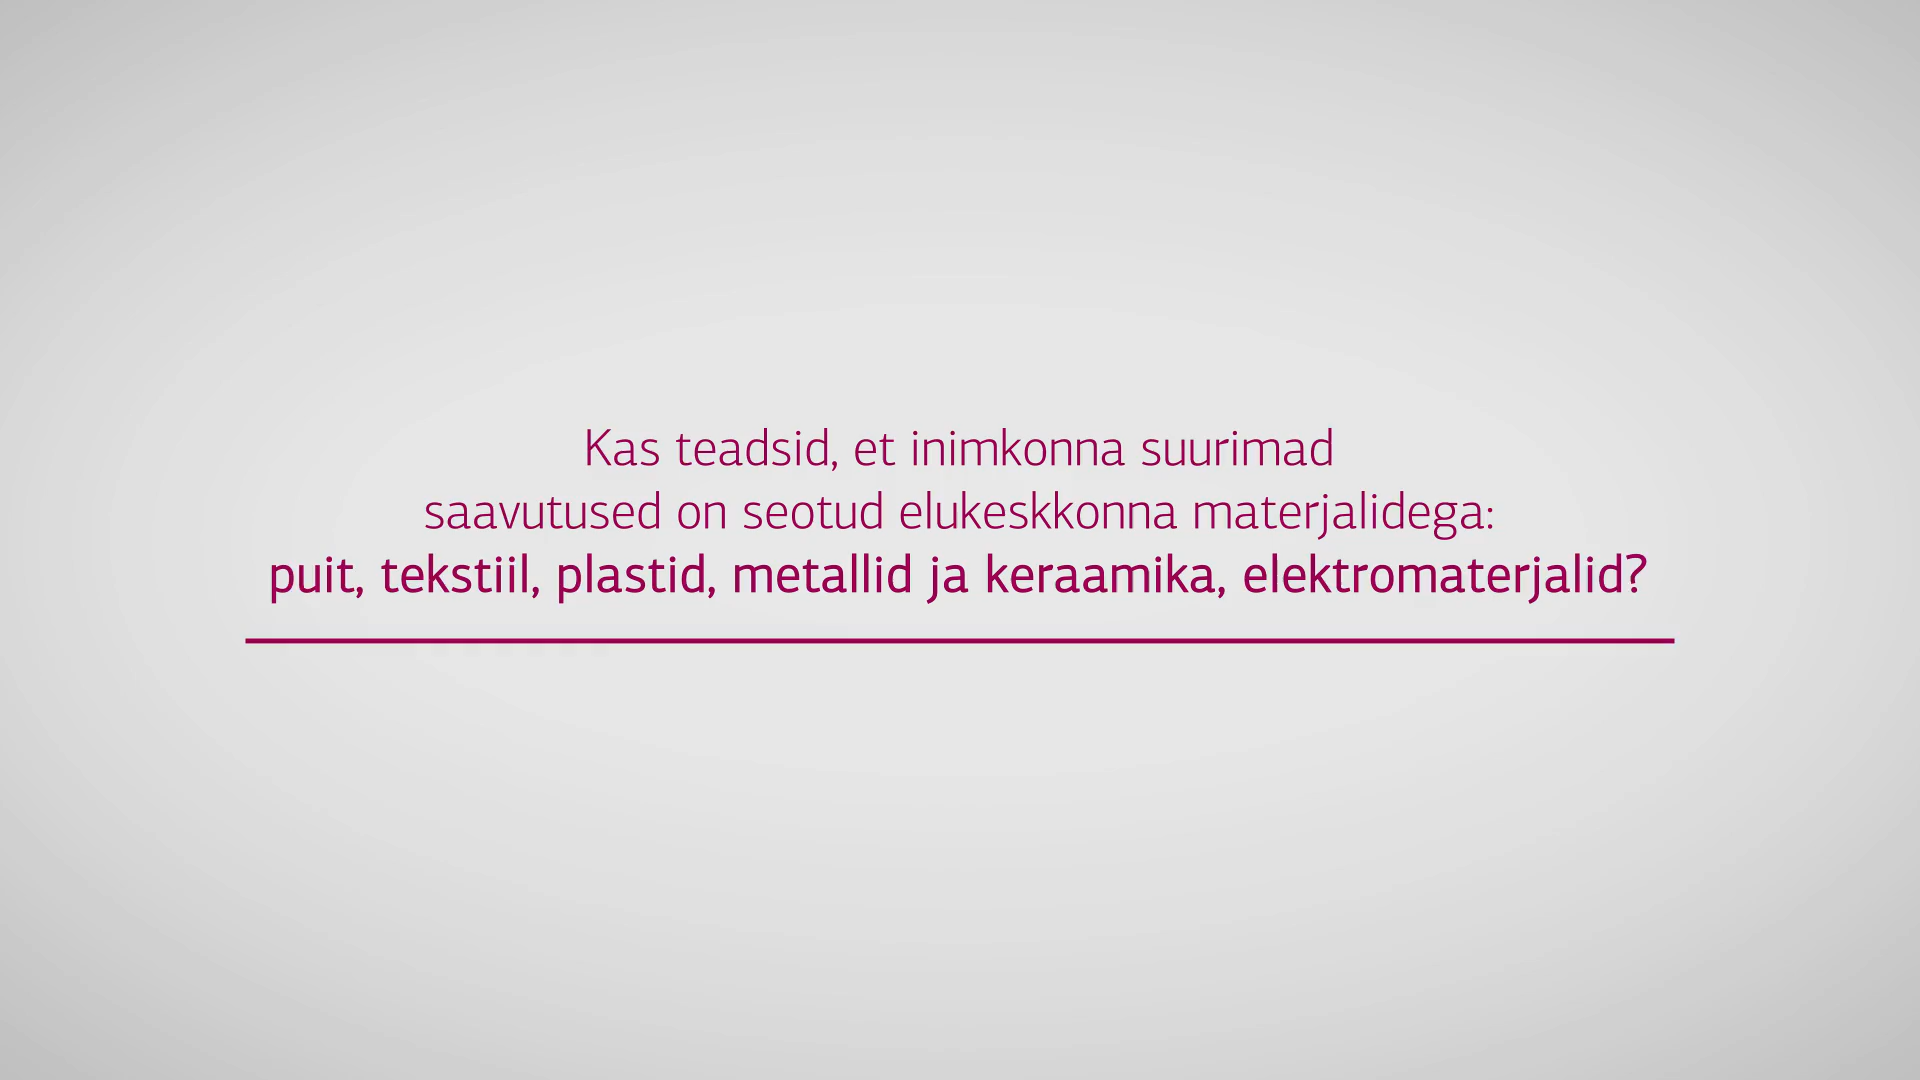 Kas teadsid, et inimkonna suurimad
saavutused on seotud elukeskkonna materjalidega:
puit, tekstiil, plastid, metallid ja keraamika, elektromaterjalid?